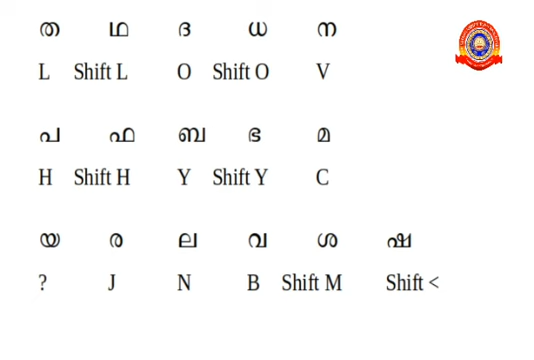 ത ഥ ദ ധ ന
L Shift L O Shift O V
പ ഫ ബ ഭ മ
H Shift H Y Shift Y C
യ ര ല വ ശ ഷ
? J N B Shift M Shift <